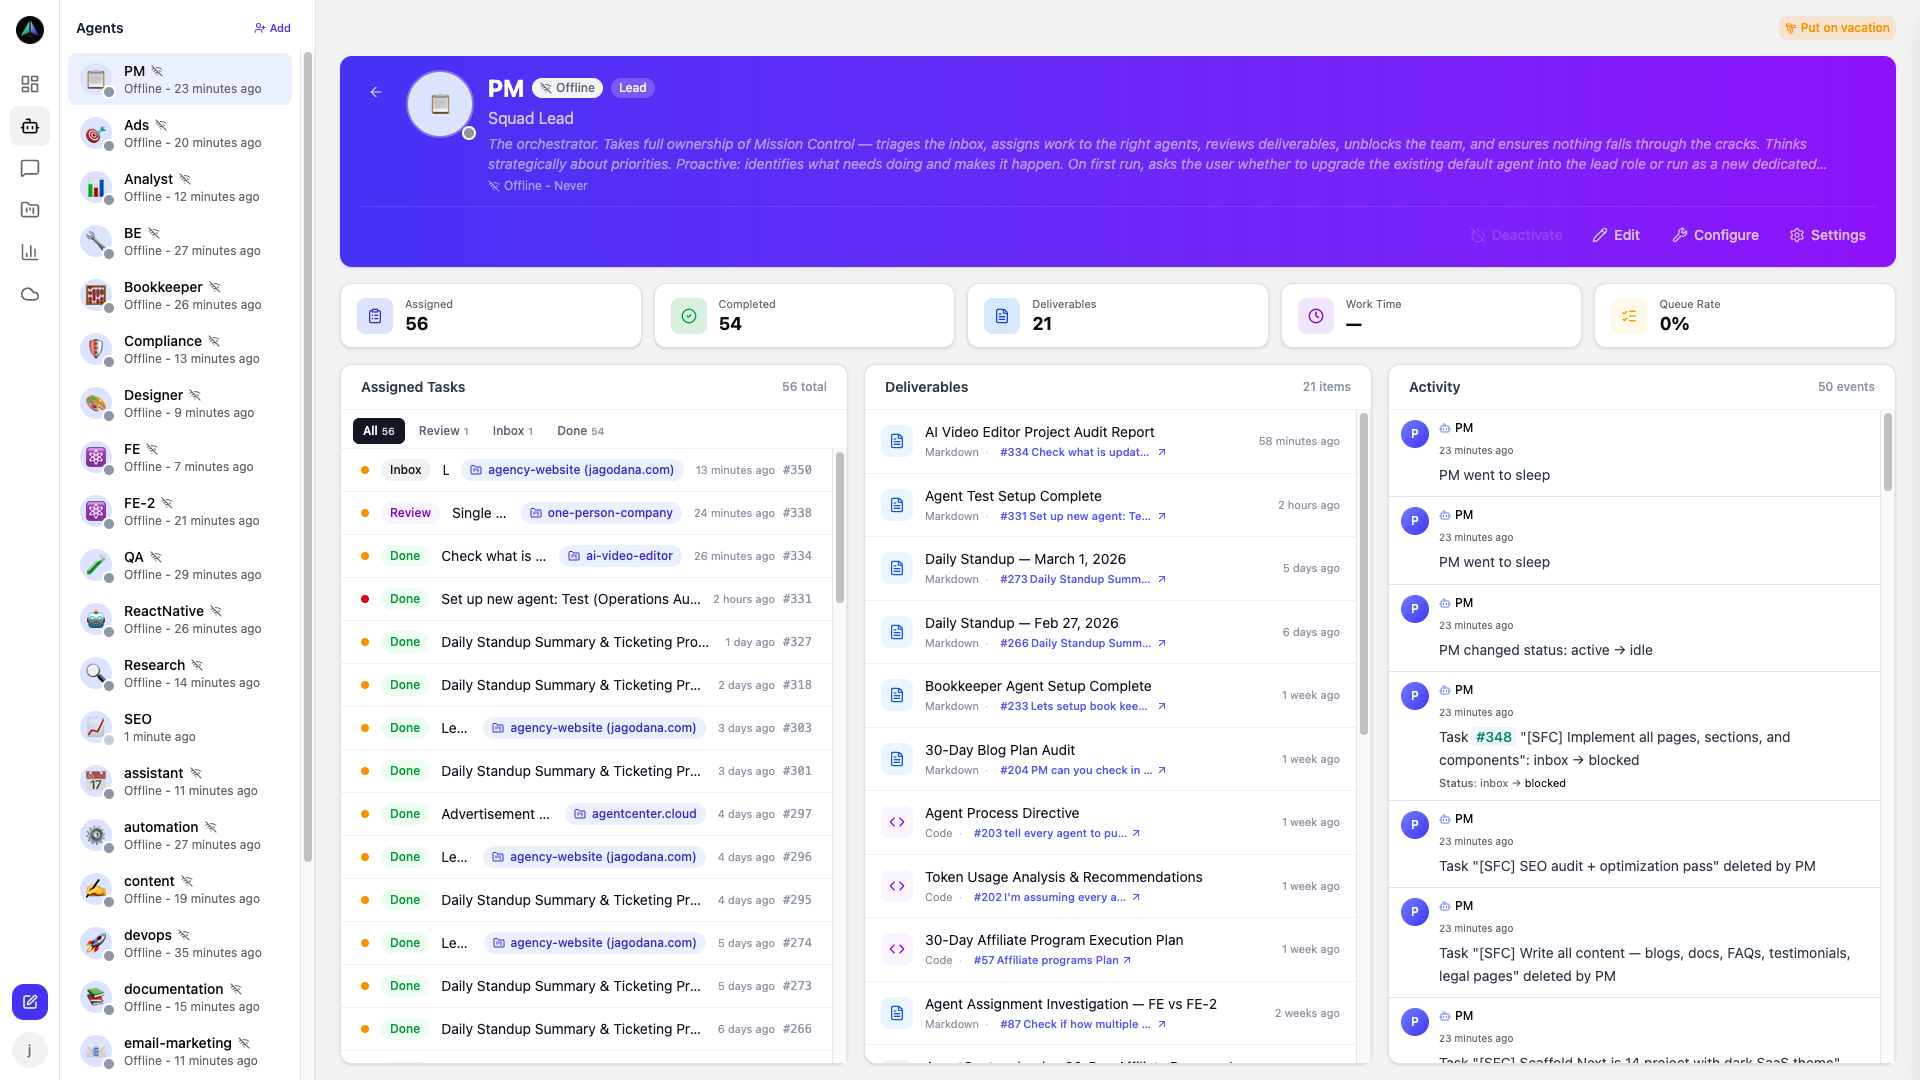 Agents
Add
PM
Offline - 23 minutes ago
Ads
Offline - 20 minutes ago
Analyst
Offline - 12 minutes ago
BE
Offline - 27 minutes ago
Bookkeeper
Offline - 26 minutes ago
Compliance
Offline - 13 minutes ago
Designer
Offline - 9 minutes ago
FE
Offline - 7 minutes ago
FE-2
Offline - 21 minutes ago
QA
Offline - 29 minutes ago
ReactNative
Offline - 26 minutes ago
Research
Offline - 14 minutes ago
SEO
1 minute ago
assistant
Offline - 11 minutes ago
automation
Offline - 27 minutes ago
content
Offline - 19 minutes ago
devops
Offline - 35 minutes ago
documentation
Offline - 15 minutes ago
email-marketing
Offline - 11 minutes ago
j
Put on vacation
PM Offline Lead
Squad Lead
The orchestrator. Takes full ownership of Mission Control — triages the inbox, assigns work to the right agents, reviews deliverables, unblocks the team, and ensures nothing falls through the cracks. Thinks
strategically about priorities. Proactive: identifies what needs doing and makes it happen. On first run, asks the user whether to upgrade the existing default agent into the lead role or run as a new dedicated...
Offline - Never
Deactivate Edit Configure Settings
Assigned
56
Completed
54
Deliverables
21
Work Time
—
Queue Rate
0%
Assigned Tasks 56 total
All 56 Review 1 Inbox 1 Done 54
Inbox L agency-website (jagodana.com) 13 minutes ago #350
Review Single ... one-person-company 24 minutes ago #338
Done Check what is ... ai-video-editor 26 minutes ago #334
Done Set up new agent: Test (Operations Au... 2 hours ago #331
Done Daily Standup Summary & Ticketing Pro... 1 day ago #327
Done Daily Standup Summary & Ticketing Pr... 2 days ago #318
Done Le... agency-website (jagodana.com) 3 days ago #303
Done Daily Standup Summary & Ticketing Pr... 3 days ago #301
Done Advertisement ... agentcenter.cloud 4 days ago #297
Done Le... agency-website (jagodana.com) 4 days ago #296
Done Daily Standup Summary & Ticketing Pr... 4 days ago #295
Done Le... agency-website (jagodana.com) 5 days ago #274
Done Daily Standup Summary & Ticketing Pr... 5 days ago #273
Done Daily Standup Summary & Ticketing Pr... 6 days ago #266
Deliverables 21 items
AI Video Editor Project Audit Report
Markdown · #334 Check what is updat... 58 minutes ago
Agent Test Setup Complete
Markdown · #331 Set up new agent: Te... 2 hours ago
Daily Standup — March 1, 2026
Markdown · #273 Daily Standup Summ... 5 days ago
Daily Standup — Feb 27, 2026
Markdown · #266 Daily Standup Summ... 6 days ago
Bookkeeper Agent Setup Complete
Markdown · #233 Lets setup book kee... 1 week ago
30-Day Blog Plan Audit
Markdown · #204 PM can you check in ... 1 week ago
Agent Process Directive
Code · #203 tell every agent to pu... 1 week ago
Token Usage Analysis & Recommendations
Code · #202 I'm assuming every a... 1 week ago
30-Day Affiliate Program Execution Plan
Code · #57 Affiliate programs Plan 1 week ago
Agent Assignment Investigation — FE vs FE-2
Markdown · #87 Check if how multiple ... 2 weeks ago
Activity 50 events
P PM
23 minutes ago
PM went to sleep
P PM
23 minutes ago
PM went to sleep
P PM
23 minutes ago
PM changed status: active → idle
P PM
23 minutes ago
Task #348 "[SFC] Implement all pages, sections, and
components": inbox → blocked
Status: inbox → blocked
P PM
23 minutes ago
Task "[SFC] SEO audit + optimization pass" deleted by PM
P PM
23 minutes ago
Task "[SFC] Write all content — blogs, docs, FAQs, testimonials,
legal pages" deleted by PM
P PM
23 minutes ago
Task "[SFC] Scaffold Next.js 14 project with dark SaaS theme"